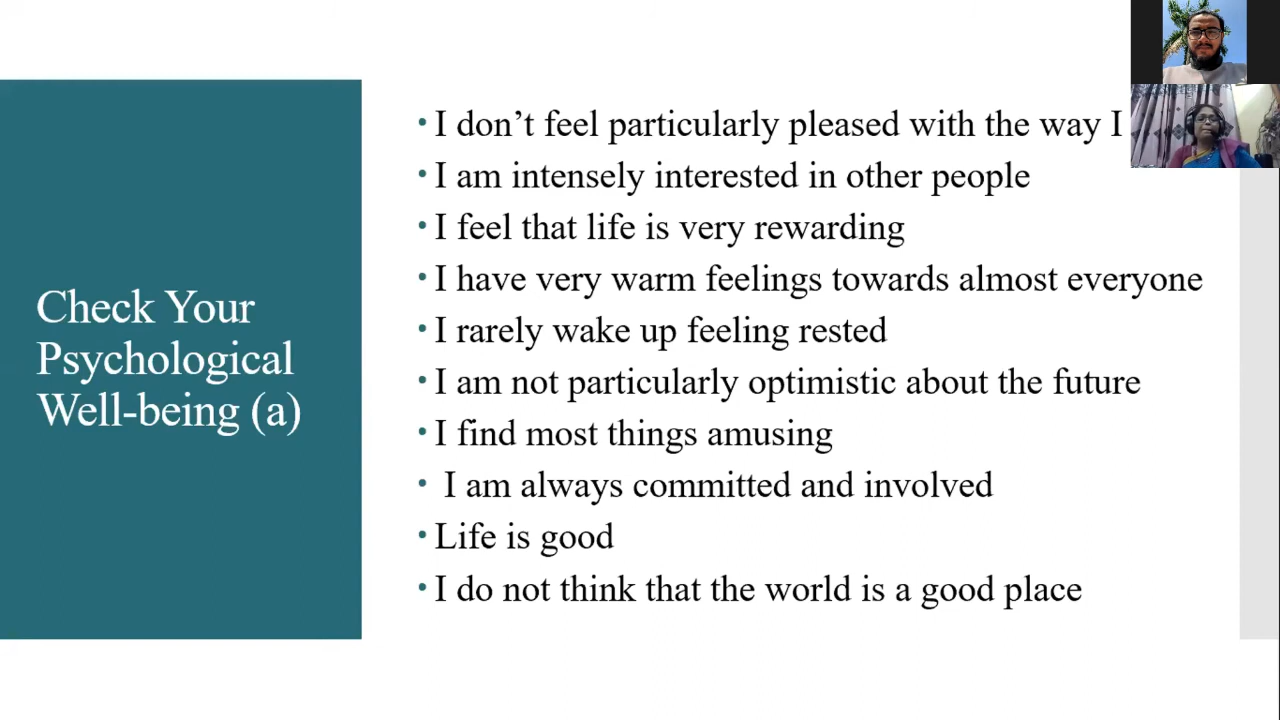 Check Your
Psychological
Well-being (a)
• I don’t feel particularly pleased with the way I
• I am intensely interested in other people
• I feel that life is very rewarding
• I have very warm feelings towards almost everyone
• I rarely wake up feeling rested
• I am not particularly optimistic about the future
• I find most things amusing
• I am always committed and involved
• Life is good
• I do not think that the world is a good place